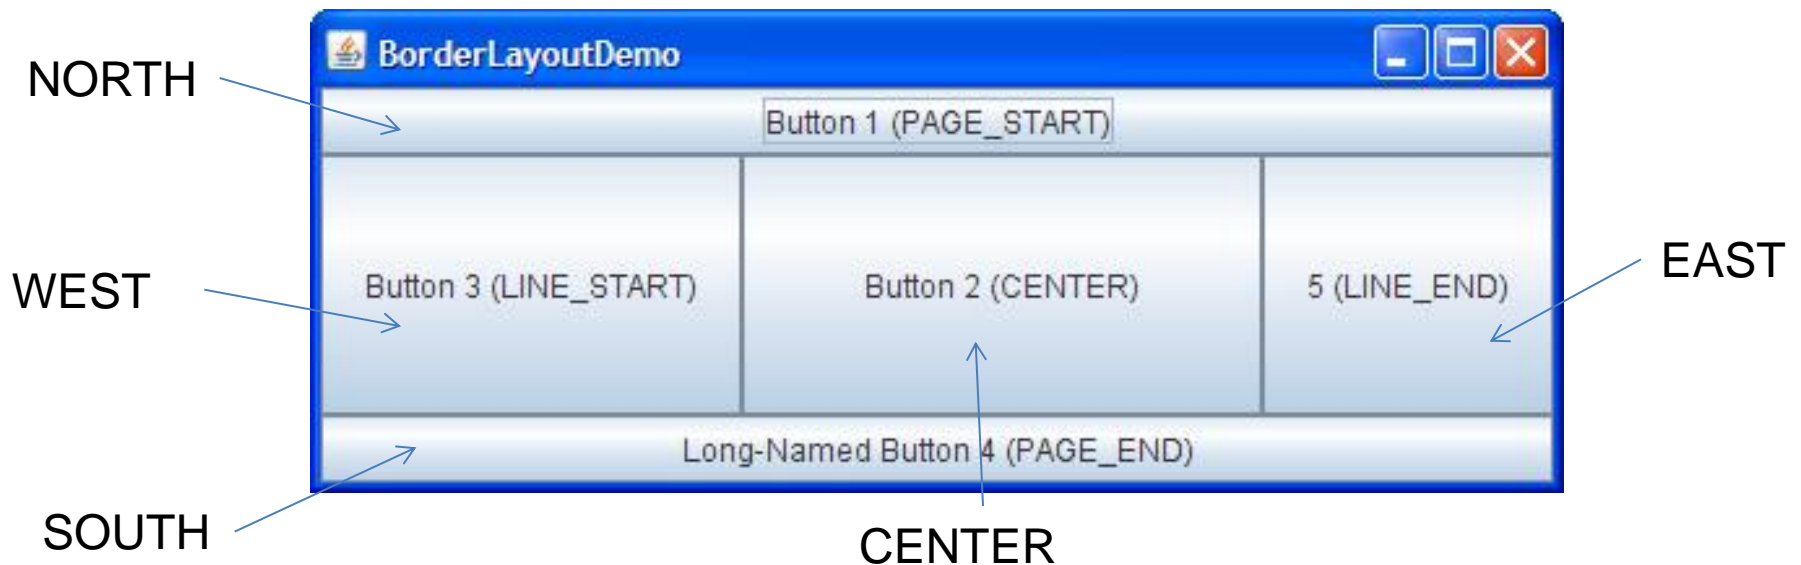 BorderLayoutDemo
NORTH
Button 1 (PAGE_START)
WEST
Button 3 (LINE_START)
Button 2 (CENTER)
5 (LINE_END)
EAST
Long-Named Button 4 (PAGE_END)
SOUTH
CENTER